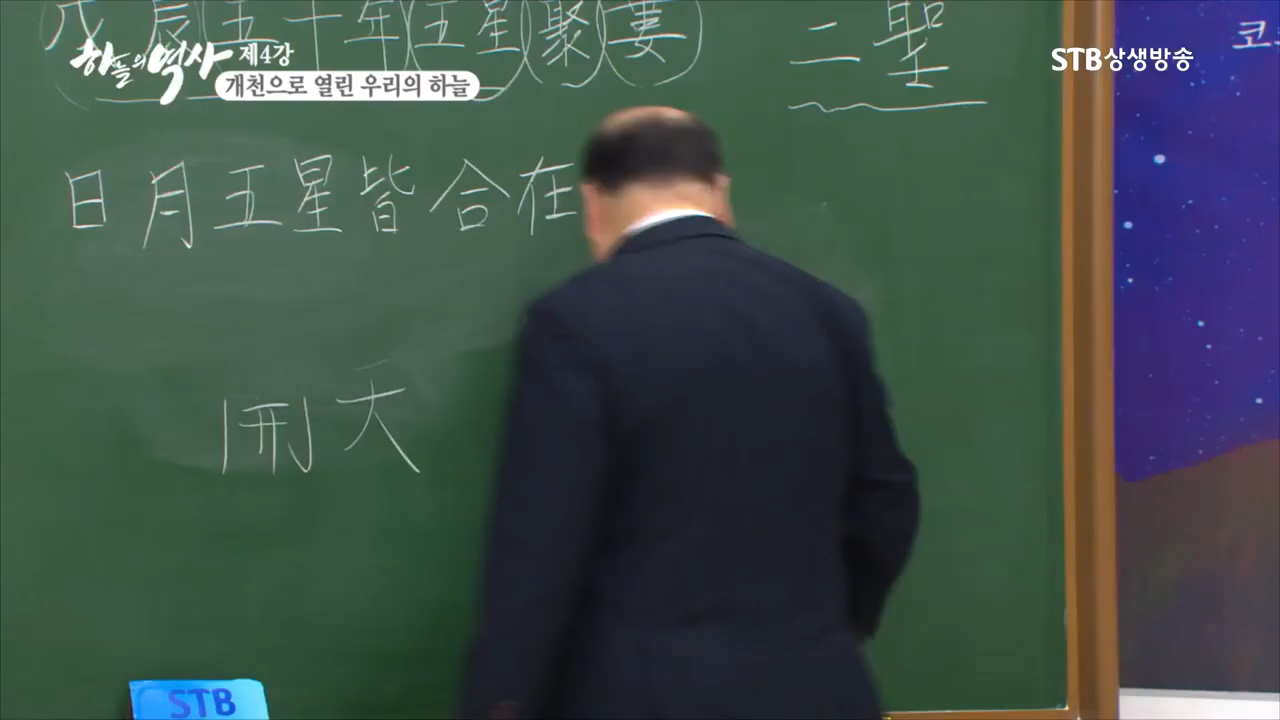 戊辰五十年五星聚婁
二聖
하늘의 역사 제4강
개천으로 열린 우리의 하늘
STB상생방송
코
日月五星皆合在
開天
STB